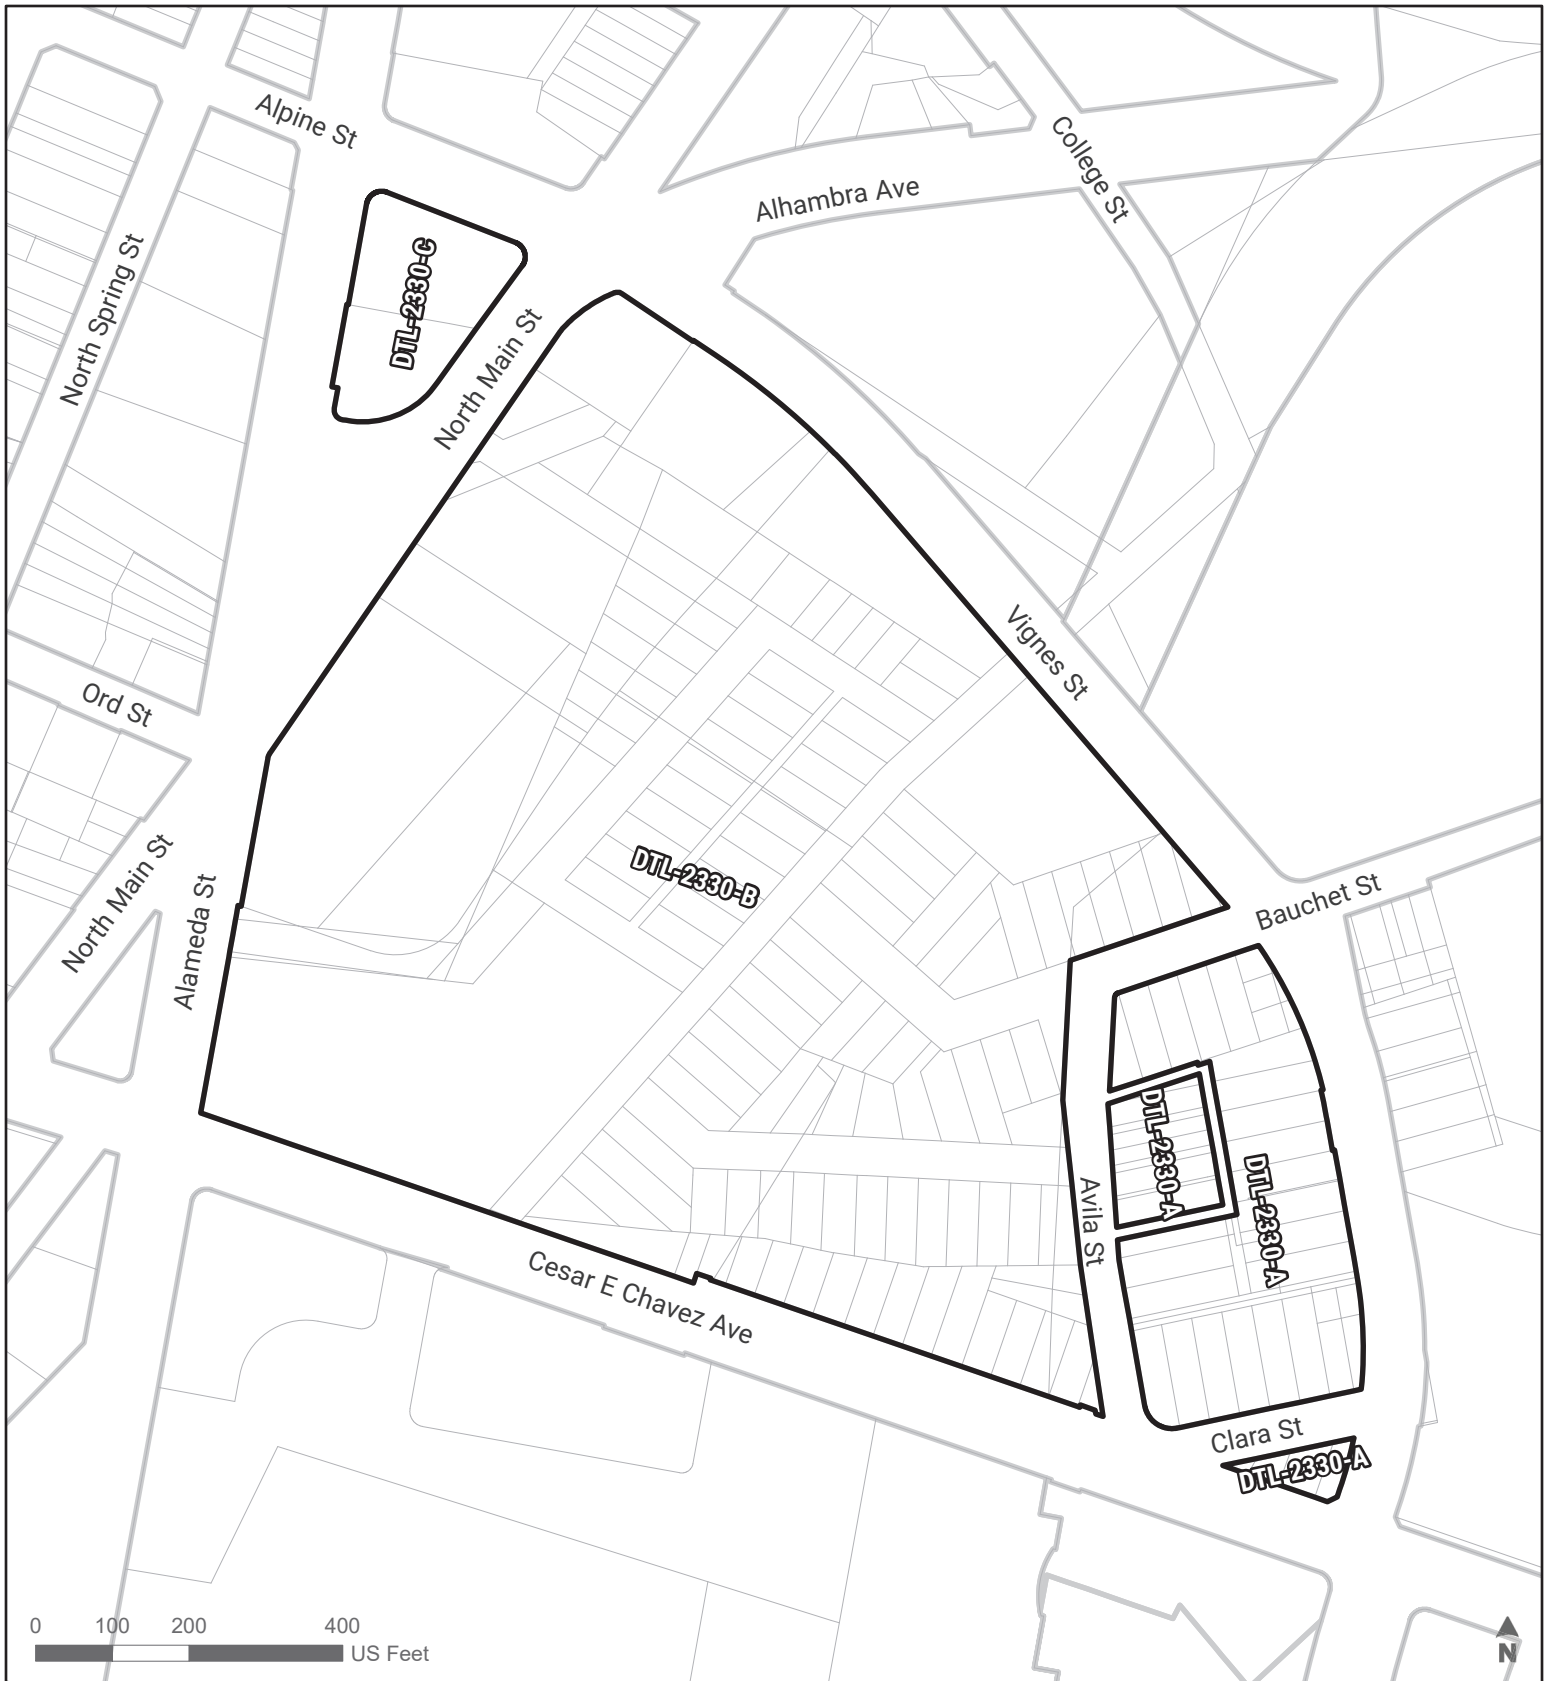 Alpine St
College St
Alhambra Ave
North Spring St
DTL-2330-C
North Main St
Vignes St
Ord St
North Main St
Alameda St
DTL-2330-B
Bauchet St
DTL-2330-A
DTL-2330-A
Avila St
Cesar E Chavez Ave
Clara St
DTL-2330-A
0 100 200 400
US Feet
N